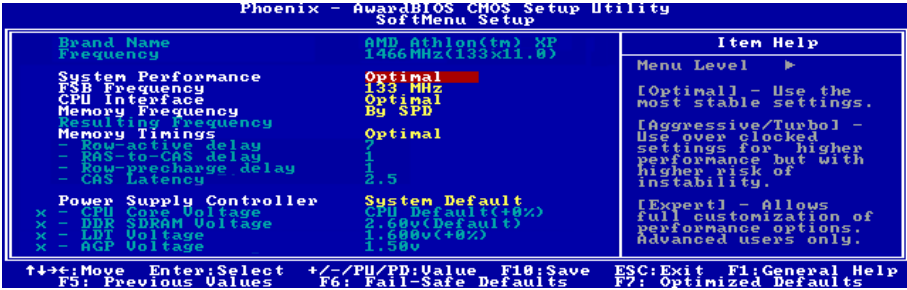 Phoenix - AwardBIOS CMOS Setup Utility
SoftMenu Setup
Brand Name AMD Athlon(tm) XP
Frequency 1466MHz(133x11.0)
System Performance Optimal
FSB Frequency 133 MHz
CPU Interface Optimal
Memory Frequency By SPD
Resulting Frequency
Memory Timings Optimal
- Row-active delay 7
- RAS-to-CAS delay 1
- Row-precharge delay 1
- CAS Latency 2.5
Power Supply Controller System Default
x - CPU Core Voltage CPU Default(+0%)
x - DDR SDRAM Voltage 2.60v(Default)
x - LDT Voltage 1.600v(+0%)
x - AGP Voltage 1.50v
Item Help
Menu Level ►
[Optimal] - Use the
most stable settings.
[Aggressive/Turbo] -
Use over clocked
settings for higher
performance but with
higher risk of
instability.
[Expert] - Allows
full customization of
performance options.
Advanced users only.
↑↓→←:Move Enter:Select +/-/PU/PD:Value F10:Save ESC:Exit F1:General Help
F5: Previous Values F6: Fail-Safe Defaults F7: Optimized Defaults